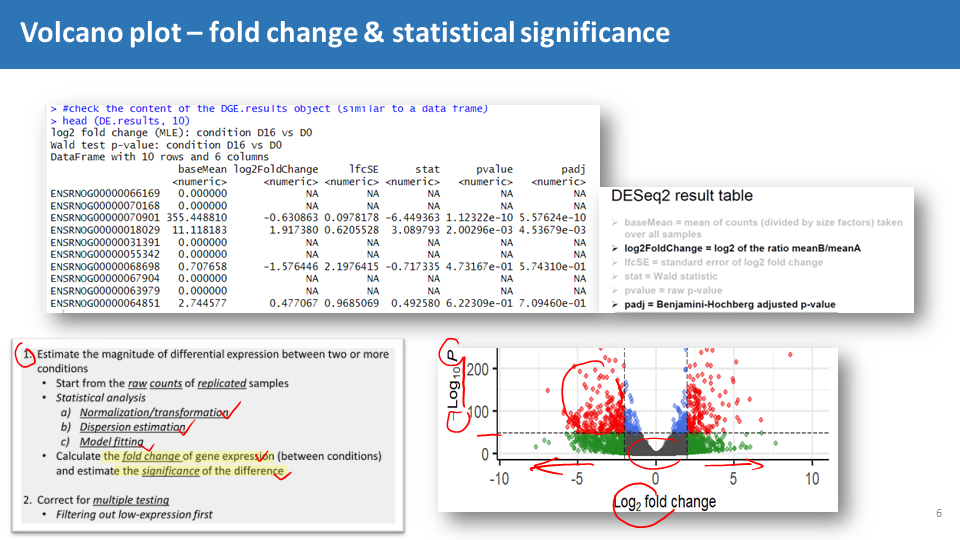 Volcano plot – fold change & statistical significance
> #check the content of the DGE.results object (similar to a data frame)
> head (DE.results, 10)
log2 fold change (MLE): condition D16 vs D0
Wald test p-value: condition D16 vs D0
DataFrame with 10 rows and 6 columns
baseMean log2FoldChange lfcSE stat pvalue padj
<numeric> <numeric> <numeric> <numeric> <numeric> <numeric>
ENSRNOG00000066169 0.000000 NA NA NA NA NA
ENSRNOG00000070168 0.000000 NA NA NA NA NA
ENSRNOG00000070901 355.448810 -0.630863 0.0978178 -6.449363 1.12322e-10 5.57624e-10
ENSRNOG00000018029 11.118183 1.917380 0.6205528 3.089793 2.00296e-03 4.53679e-03
ENSRNOG00000031391 0.000000 NA NA NA NA NA
ENSRNOG00000055342 0.000000 NA NA NA NA NA
ENSRNOG00000068698 0.707658 -1.576446 2.1976415 -0.717335 4.73167e-01 5.74310e-01
ENSRNOG00000067904 0.000000 NA NA NA NA NA
ENSRNOG00000063979 0.000000 NA NA NA NA NA
ENSRNOG00000064851 2.744577 0.477067 0.9685069 0.492580 6.22309e-01 7.09460e-01
DESeq2 result table
➢ baseMean = mean of counts (divided by size factors) taken
over all samples
➢ log2FoldChange = log2 of the ratio meanB/meanA
➢ lfcSE = standard error of log2 fold change
➢ stat = Wald statistic
➢ pvalue = raw p-value
➢ padj = Benjamini-Hochberg adjusted p-value
1. Estimate the magnitude of differential expression between two or more
conditions
• Start from the raw counts of replicated samples
• Statistical analysis
a) Normalization/transformation
b) Dispersion estimation
c) Model fitting
• Calculate the fold change of gene expression (between conditions)
and estimate the significance of the difference
2. Correct for multiple testing
• Filtering out low-expression first
-Log₁₀ P
200
100
0
-10 -5 0 5 10
Log₂ fold change
6